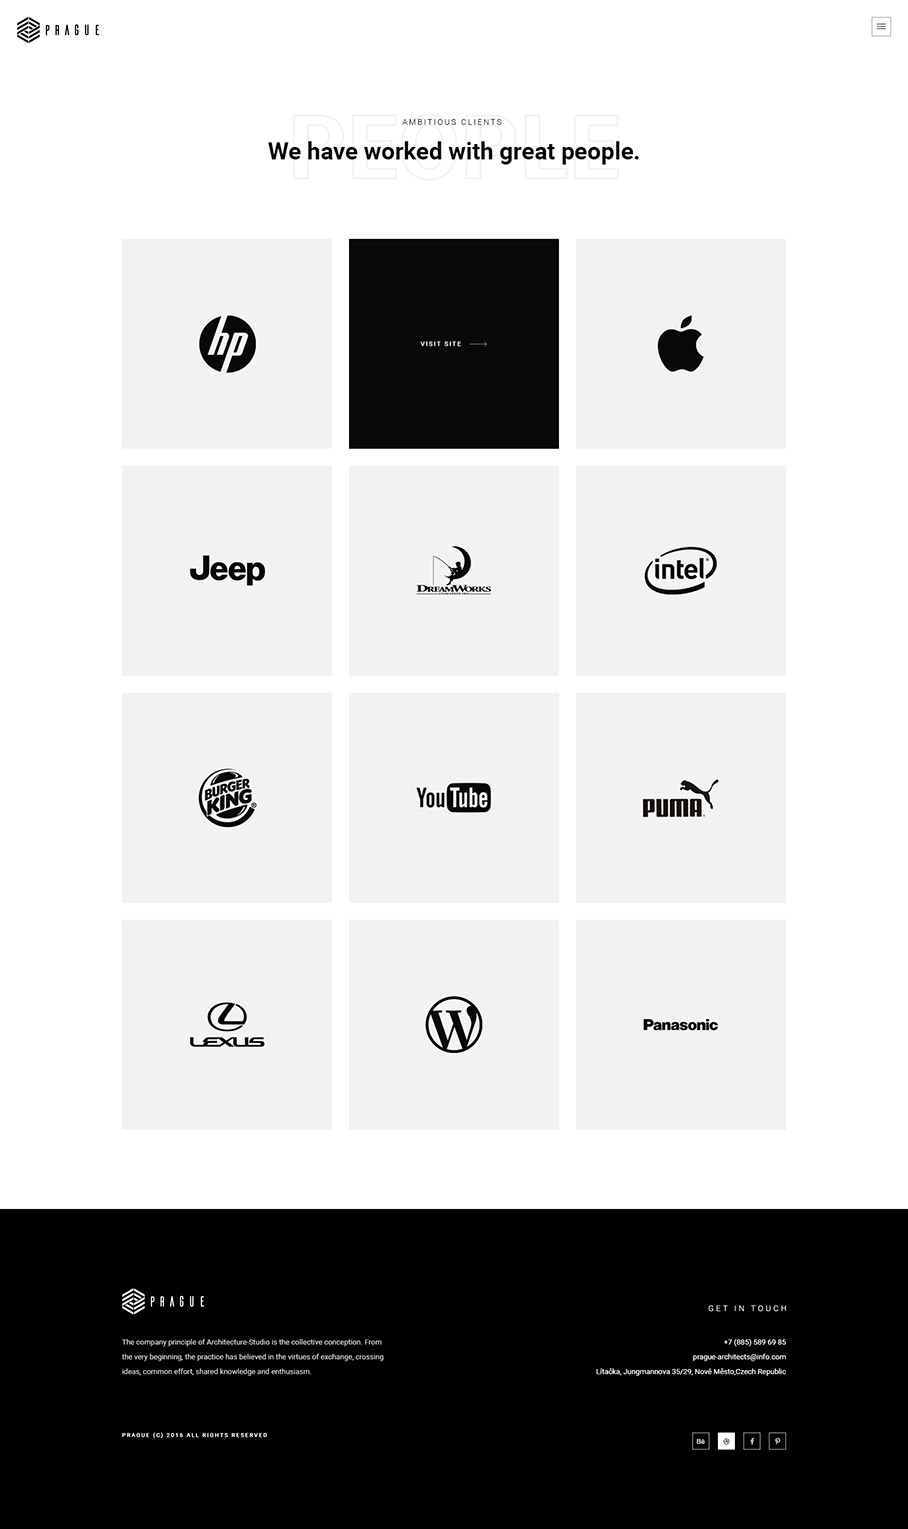 PRAGUE
PEOPLE
AMBITIOUS CLIENTS
We have worked with great people.
hp
VISIT SITE
Jeep
DREAMWORKS
intel
BURGER
KING
YouTube
PUMA
LEXUS
W
Panasonic
PRAGUE
GET IN TOUCH
The company principle of Architecture-Studio is the collective conception. From
the very beginning, the practice has believed in the virtues of exchange, crossing
ideas, common effort, shared knowledge and enthusiasm.
+7 (885) 589 69 85
prague-architects@info.com
Lítačka, Jungmannova 35/29, Nové Město,Czech Republic
PRAGUE (C) 2016 ALL RIGHTS RESERVED
Bē